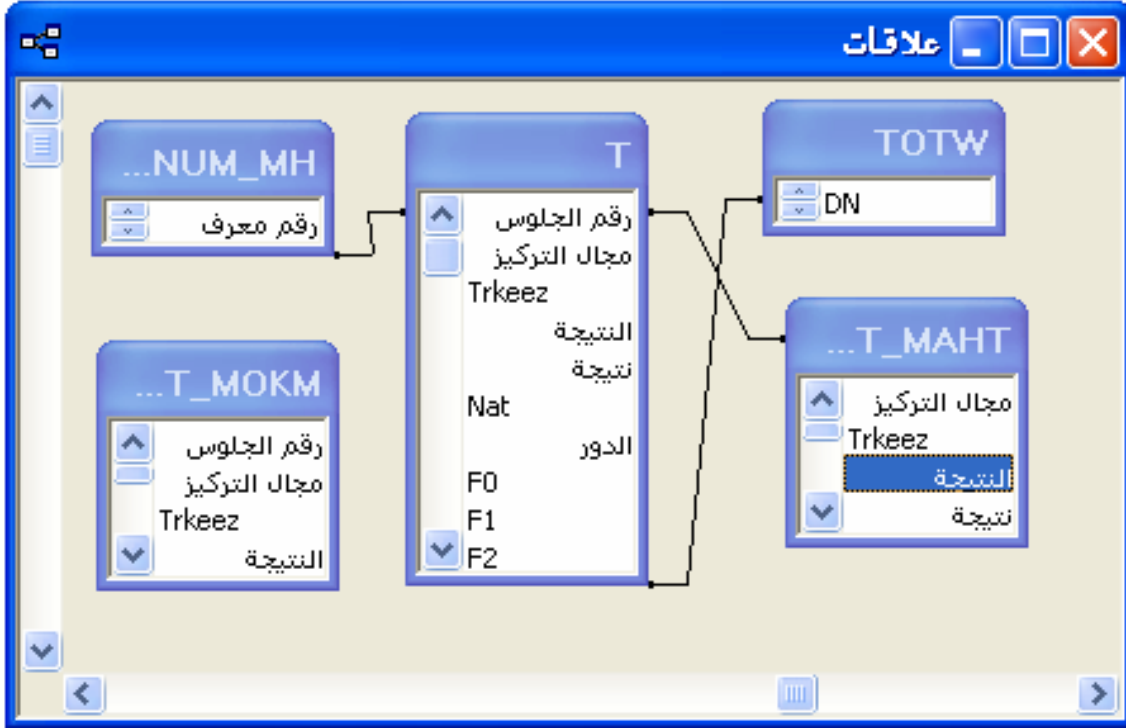 علاقات
TOTW
DN
T
رقم الجلوس
مجال التركيز
Trkeez
النتيجة
نتيجة
Nat
الدور
F0
F1
F2
NUM_MH...
رقم معرف
T_MAHT...
مجال التركيز
Trkeez
النتيجة
نتيجة
T_MOKM...
رقم الجلوس
مجال التركيز
Trkeez
النتيجة